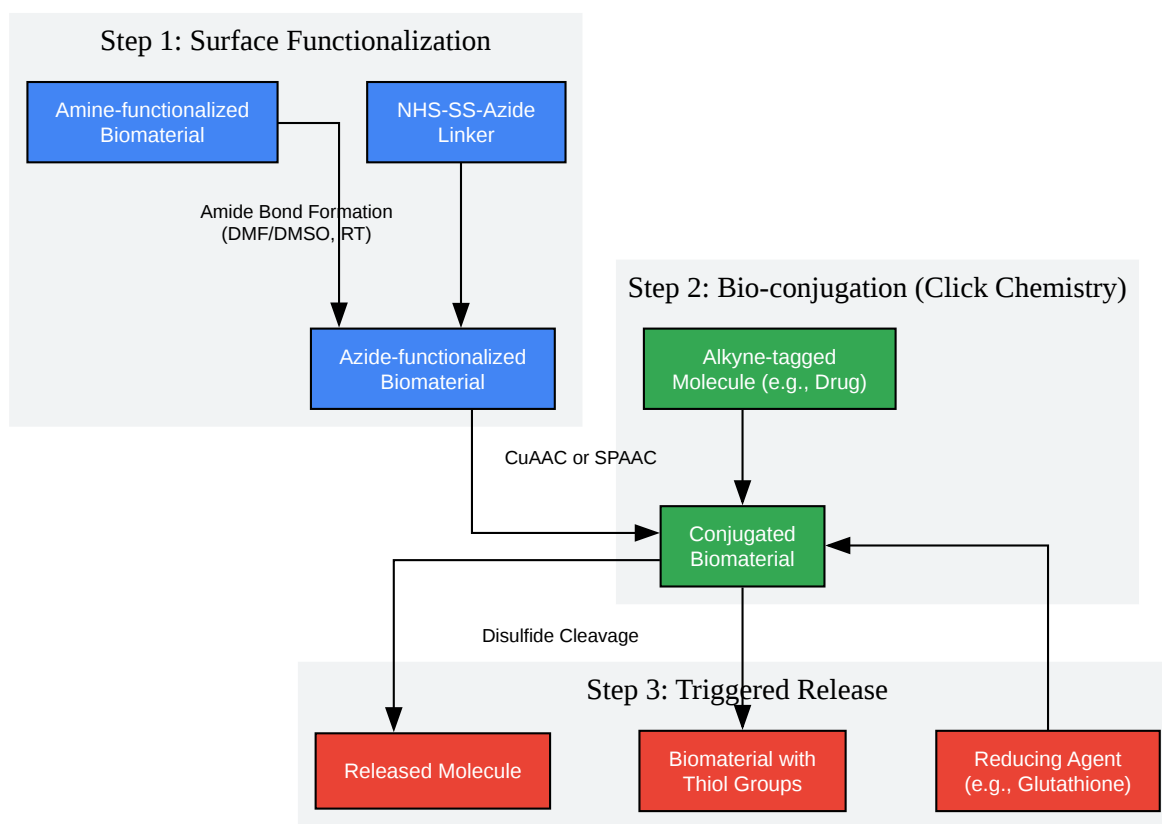 Step 1: Surface Functionalization
Amine-functionalized
Biomaterial
NHS-SS-Azide
Linker
Amide Bond Formation
(DMF/DMSO, RT)
Azide-functionalized
Biomaterial
Step 2: Bio-conjugation (Click Chemistry)
Alkyne-tagged
Molecule (e.g., Drug)
CuAAC or SPAAC
Conjugated
Biomaterial
Disulfide Cleavage
Step 3: Triggered Release
Released Molecule
Biomaterial with
Thiol Groups
Reducing Agent
(e.g., Glutathione)